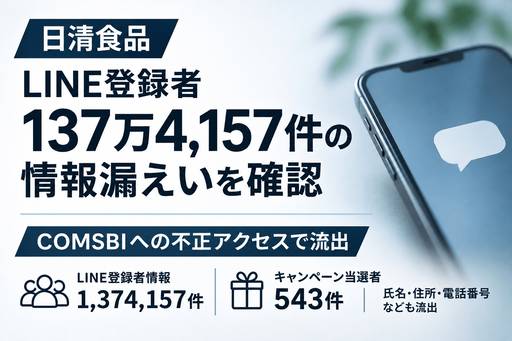 日清食品
LINE登録者
137万4,157件の
情報漏えいを確認
COMSBIへの不正アクセスで流出
LINE登録者情報
1,374,157件
キャンペーン当選者
543件
氏名・住所・電話番号
なども流出